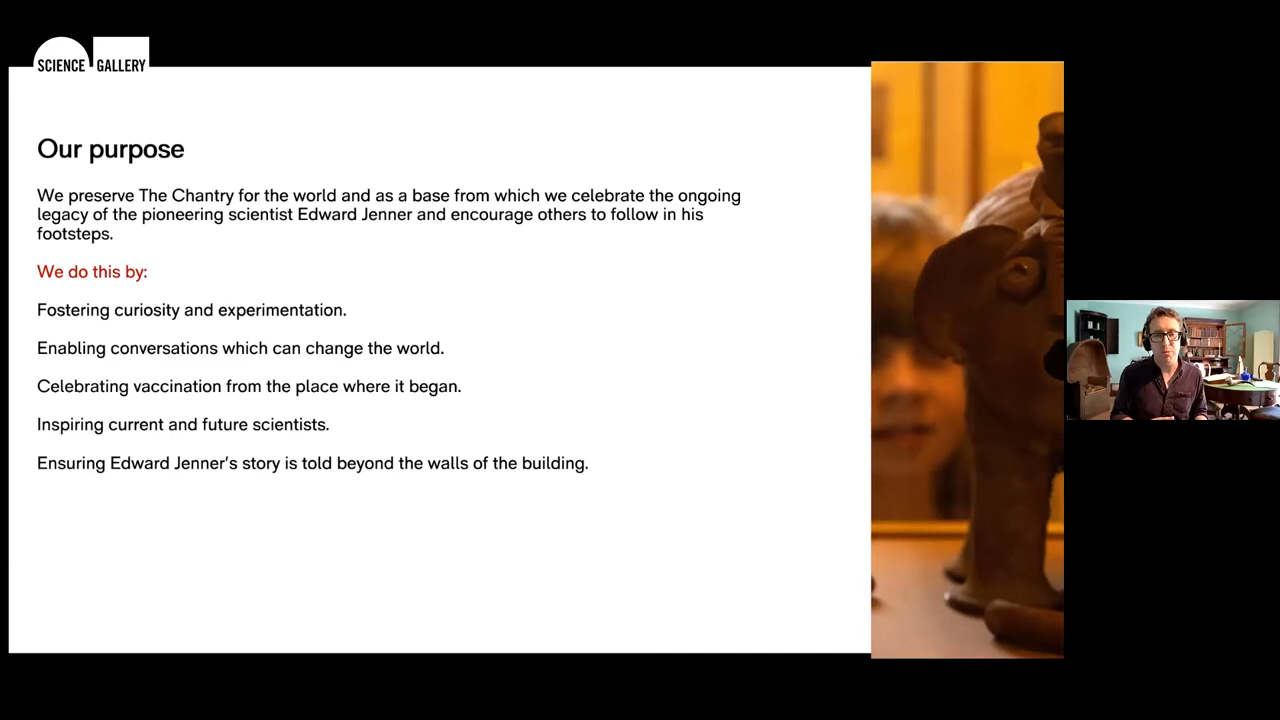 SCIENCE GALLERY
Our purpose
We preserve The Chantry for the world and as a base from which we celebrate the ongoing
legacy of the pioneering scientist Edward Jenner and encourage others to follow in his
footsteps.
We do this by:
Fostering curiosity and experimentation.
Enabling conversations which can change the world.
Celebrating vaccination from the place where it began.
Inspiring current and future scientists.
Ensuring Edward Jenner’s story is told beyond the walls of the building.